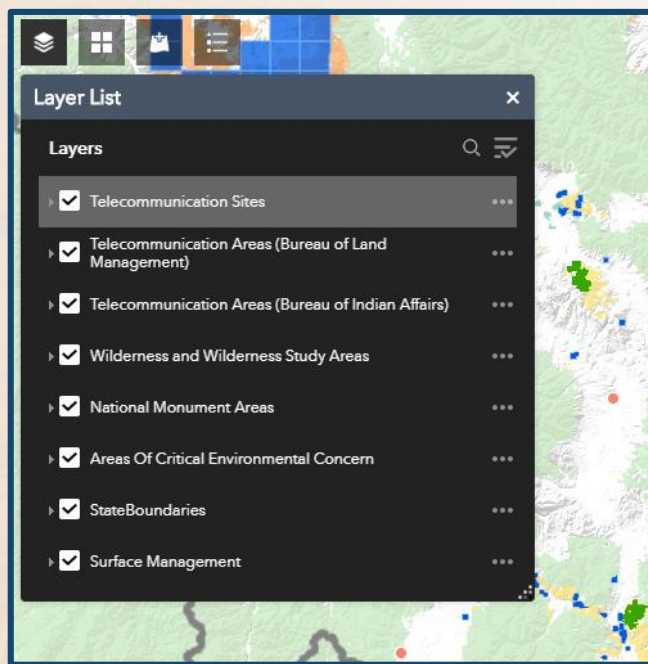 Layer List
Layers
Telecommunication Sites
Telecommunication Areas (Bureau of Land
Management)
Telecommunication Areas (Bureau of Indian Affairs)
Wilderness and Wilderness Study Areas
National Monument Areas
Areas Of Critical Environmental Concern
StateBoundaries
Surface Management